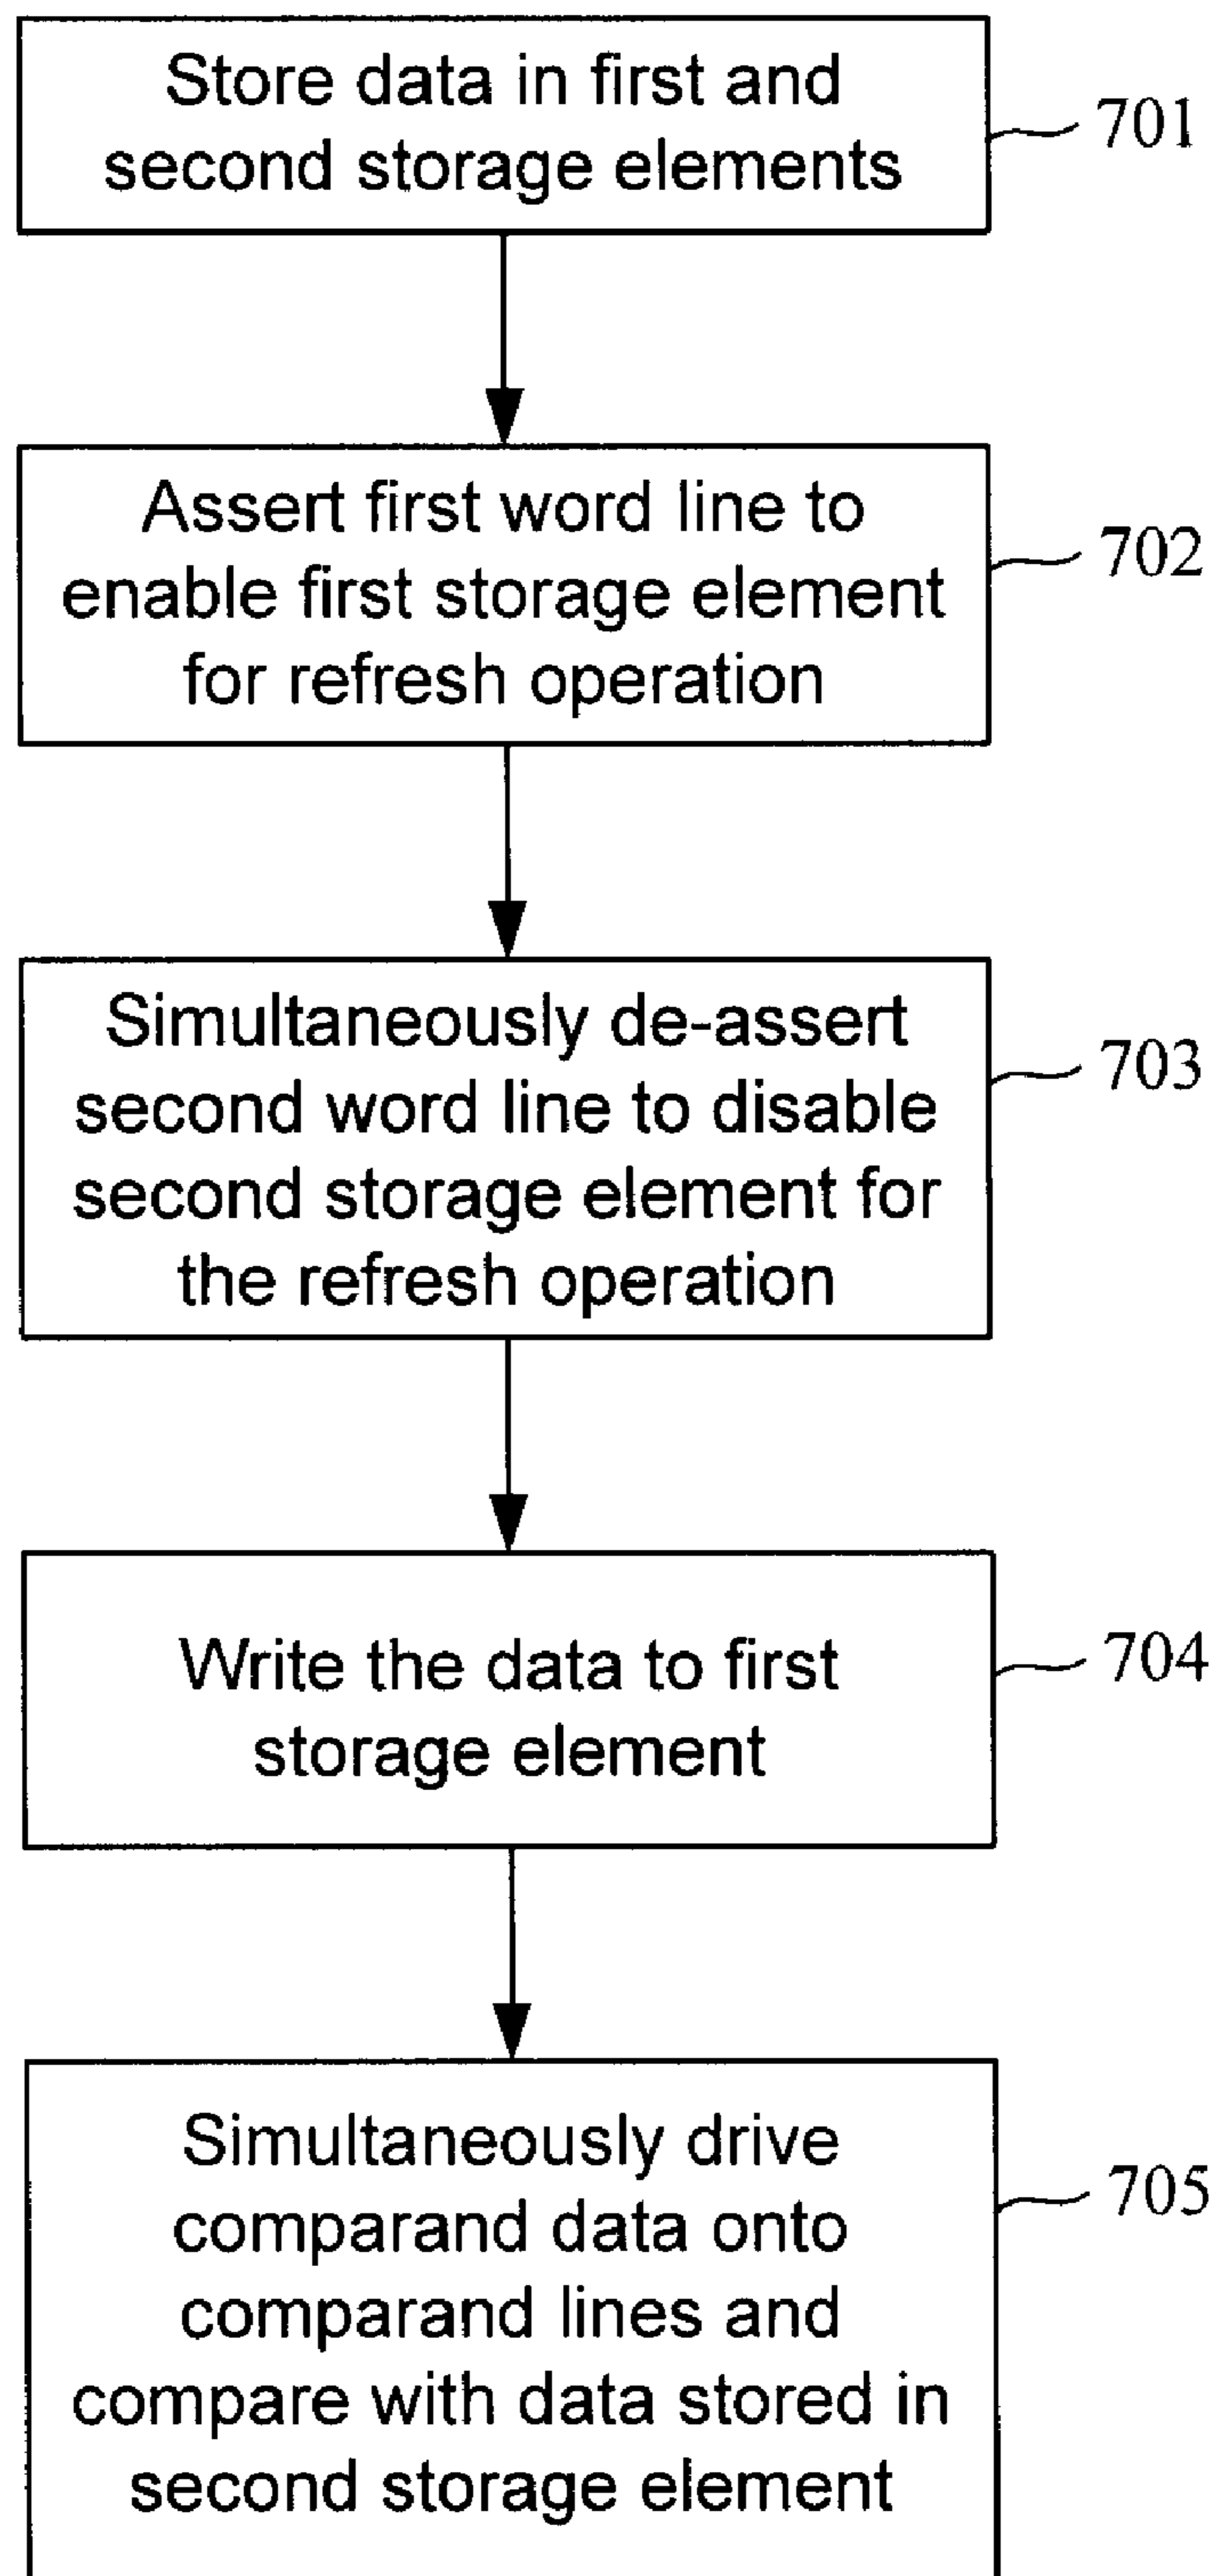 Store data in first and
second storage elements
701
Assert first word line to
enable first storage element
for refresh operation
702
Simultaneously de-assert
second word line to disable
second storage element for
the refresh operation
703
Write the data to first
storage element
704
Simultaneously drive
comparand data onto
comparand lines and
compare with data stored in
second storage element
705